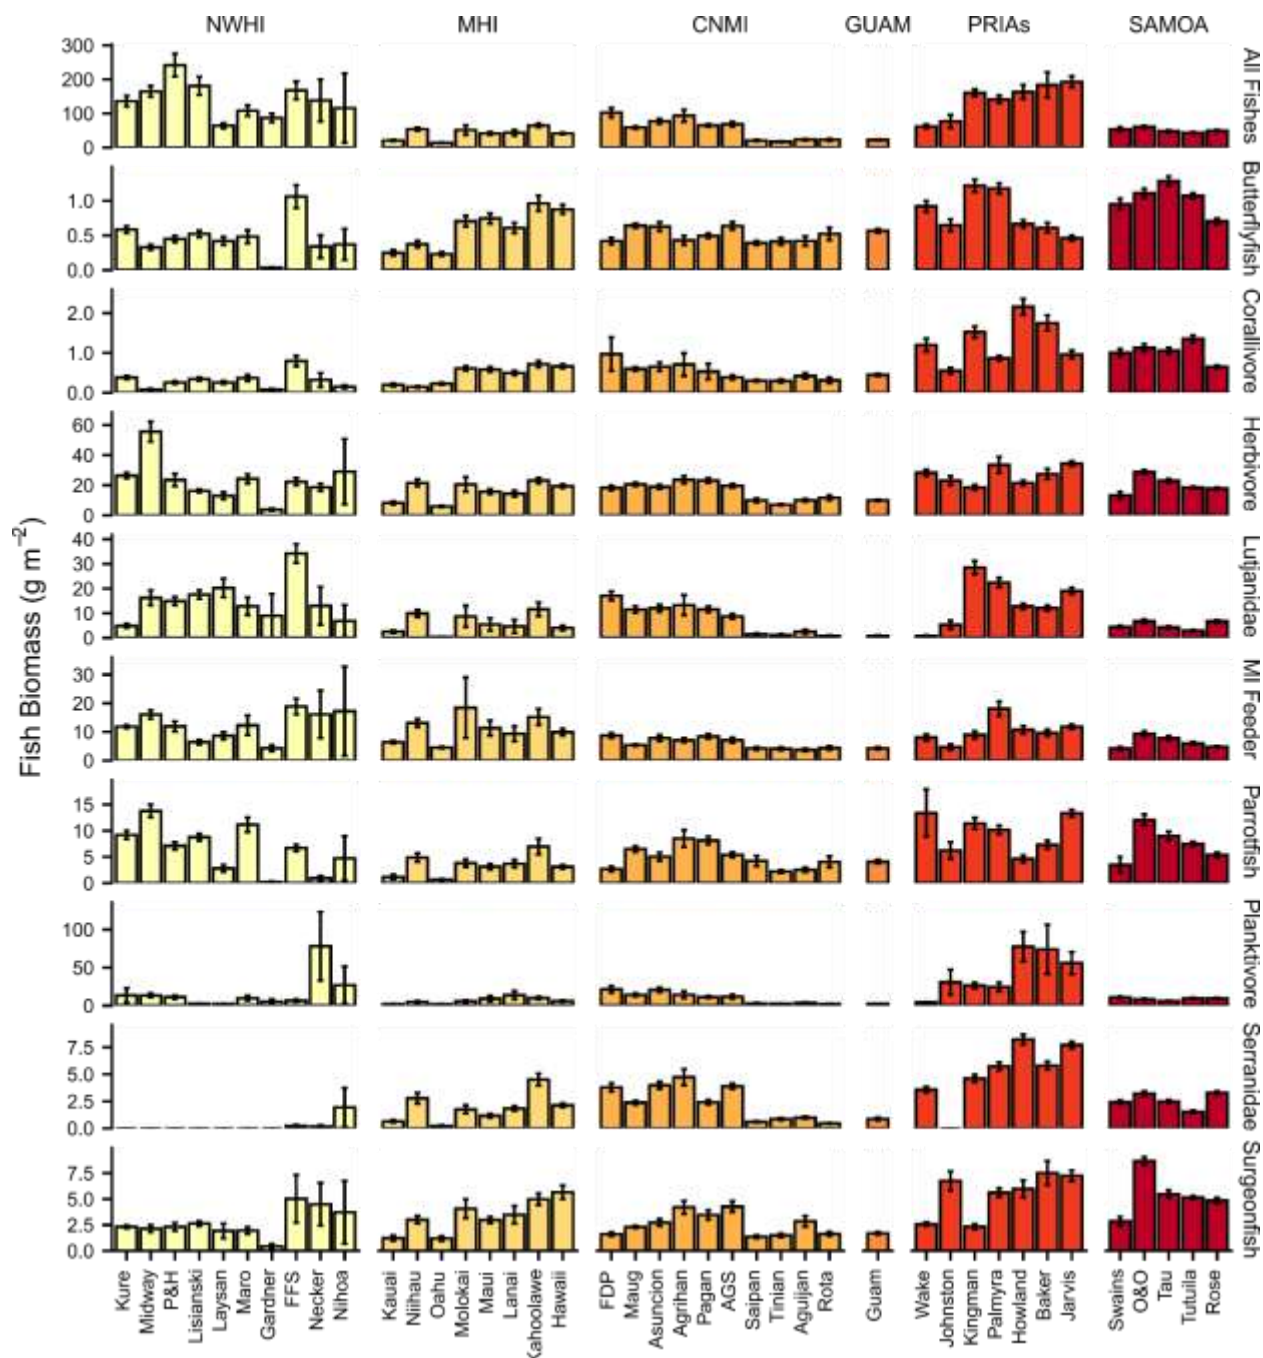 NWHI MHI CNMI GUAM PRIAs SAMOA
Fish Biomass (g m⁻²)
300
200
100
0
All Fishes
1.0
0.5
0.0
Butterflyfish
2.0
1.0
0.0
Corallivore
60
40
20
0
Herbivore
40
30
20
10
0
Lutjanidae
30
20
10
0
MI Feeder
15
10
5
0
Parrotfish
100
50
0
Planktivore
7.5
5.0
2.5
0.0
Serranidae
7.5
5.0
2.5
0.0
Surgeonfish
Kure
Midway
P&H
Lisianski
Laysan
Maro
Gardner
FFS
Necker
Nihoa
Kauai
Niihau
Oahu
Molokai
Maui
Lanai
Kahoolawe
Hawaii
FDP
Maug
Asuncion
Agrihan
Pagan
AGS
Saipan
Tinian
Aguijan
Rota
Guam
Wake
Johnston
Kingman
Palmyra
Howland
Baker
Jarvis
Swains
O&O
Tau
Tutuila
Rose